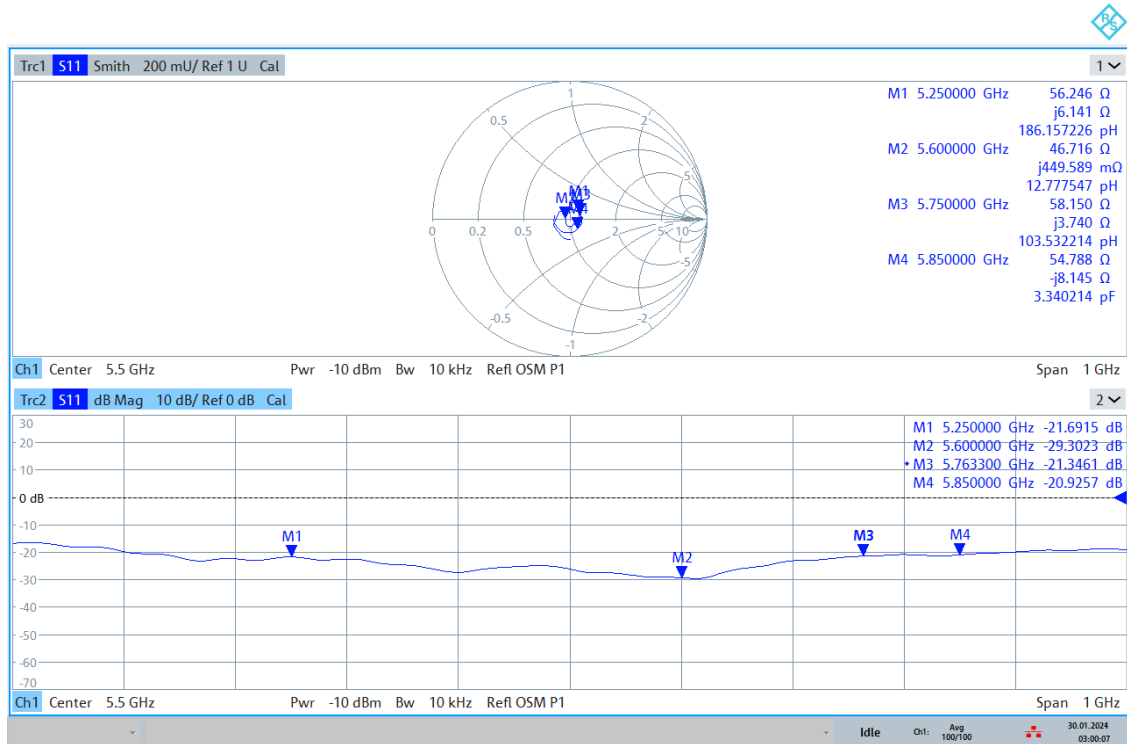 R&S
Trc1 S11 Smith 200 mU/ Ref 1 U Cal 1
M1 5.250000 GHz 56.246 Ω
j6.141 Ω
186.157226 pH
M2 5.600000 GHz 46.716 Ω
j449.589 mΩ
12.777547 pH
M3 5.750000 GHz 58.150 Ω
j3.740 Ω
103.532214 pH
M4 5.850000 GHz 54.788 Ω
-j8.145 Ω
3.340214 pF
1
0.5
2
5
M1
M2
M3
M4
0 0.2 0.5 2 5 10
-5
-0.5
-2
-1
Ch1 Center 5.5 GHz Pwr -10 dBm Bw 10 kHz Refl OSM P1 Span 1 GHz
Trc2 S11 dB Mag 10 dB/ Ref 0 dB Cal 2
M1 5.250000 GHz -21.6915 dB
M2 5.600000 GHz -29.3023 dB
M3 5.763300 GHz -21.3461 dB
M4 5.850000 GHz -20.9257 dB
30
20
10
0 dB
-10
-20
-30
-40
-50
-60
-70
M1
M2
M3
M4
Ch1 Center 5.5 GHz Pwr -10 dBm Bw 10 kHz Refl OSM P1 Span 1 GHz
Idle Ch1: Avg
100/100
30.01.2024
03:00:07